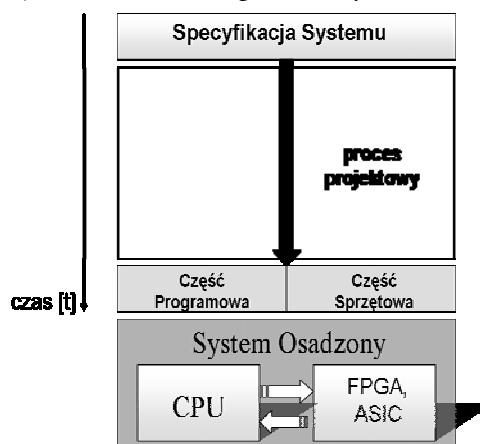 Specyfikacja Systemu
proces
projektowy
Część
Programowa
Część
Sprzętowa
czas [t]
System Osadzony
CPU
FPGA,
ASIC